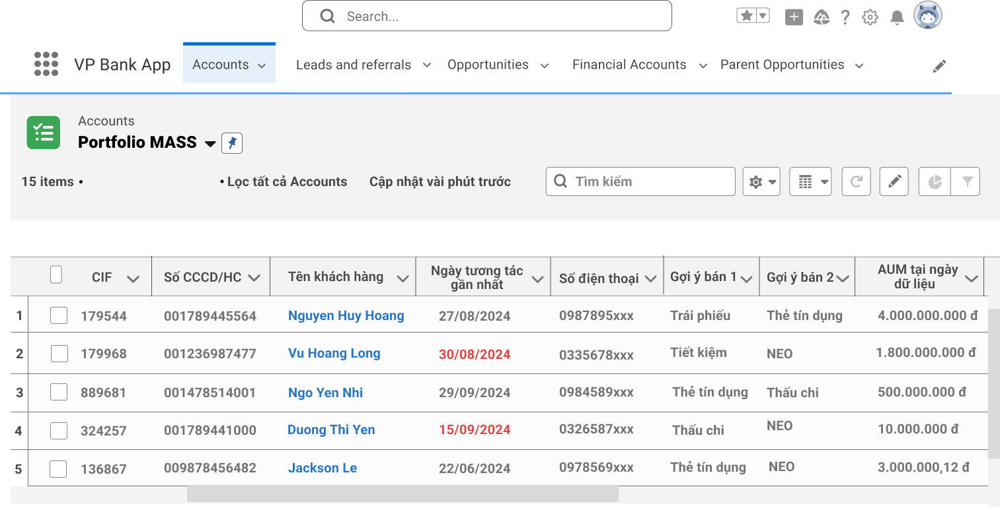 Search...
VP Bank App Accounts Leads and referrals Opportunities Financial Accounts Parent Opportunities
Accounts
Portfolio MASS
15 items • • Lọc tất cả Accounts Cập nhật vài phút trước Tìm kiếm
CIF Số CCCD/HC Tên khách hàng Ngày tương tác gần nhất Số điện thoại Gợi ý bán 1 Gợi ý bán 2 AUM tại ngày dữ liệu
1 179544 001789445564 Nguyen Huy Hoang 27/08/2024 0987895xxx Trái phiếu Thẻ tín dụng 4.000.000.000 đ
2 179968 001236987477 Vu Hoang Long 30/08/2024 0335678xxx Tiết kiệm NEO 1.800.000.000 đ
3 889681 001478514001 Ngo Yen Nhi 29/09/2024 0984589xxx Thẻ tín dụng Thấu chi 500.000.000 đ
4 324257 001789441000 Duong Thi Yen 15/09/2024 0326587xxx Thấu chi NEO 10.000.000 đ
5 136867 009878456482 Jackson Le 22/06/2024 0978569xxx Thẻ tín dụng NEO 3.000.000,12 đ